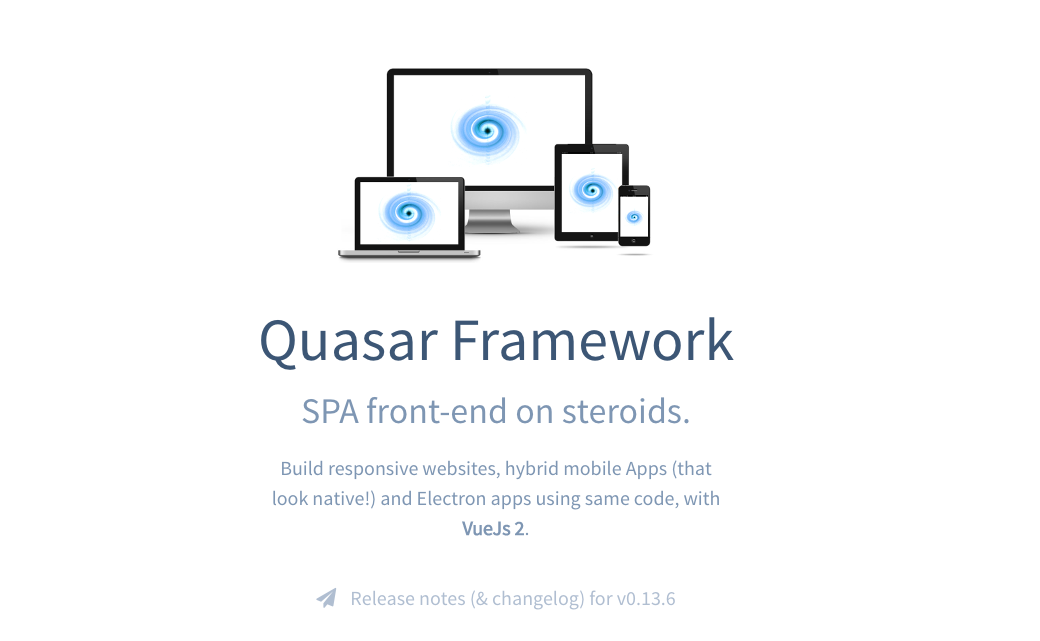 Quasar Framework
SPA front-end on steroids.
Build responsive websites, hybrid mobile Apps (that
look native!) and Electron apps using same code, with
VueJs 2.
Release notes (& changelog) for v0.13.6